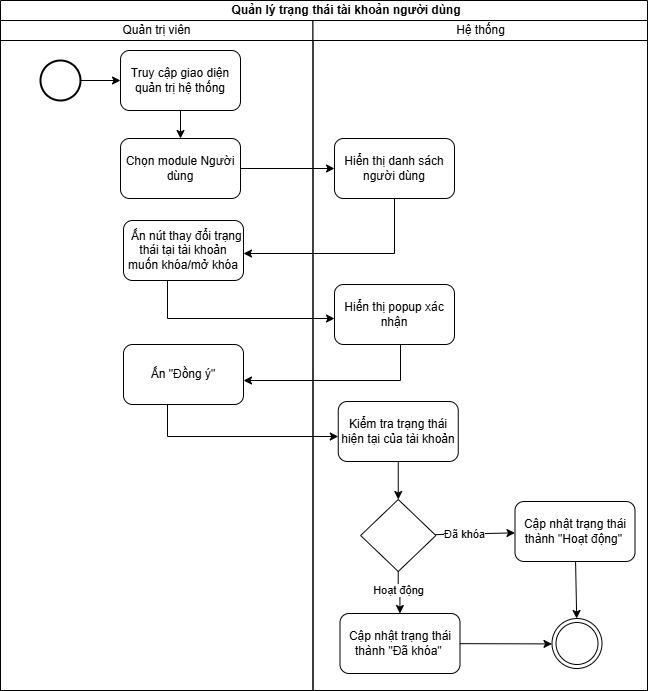 Quản lý trạng thái tài khoản người dùng
Quản trị viên
Hệ thống
Truy cập giao diện
quản trị hệ thống
Chọn module Người
dùng
Hiển thị danh sách
người dùng
Ấn nút thay đổi trạng
thái tại tài khoản
muốn khóa/mở khóa
Hiển thị popup xác
nhận
Ấn "Đồng ý"
Kiểm tra trạng thái
hiện tại của tài khoản
Đã khóa
Cập nhật trạng thái
thành "Hoạt động"
Hoạt động
Cập nhật trạng thái
thành "Đã khóa"